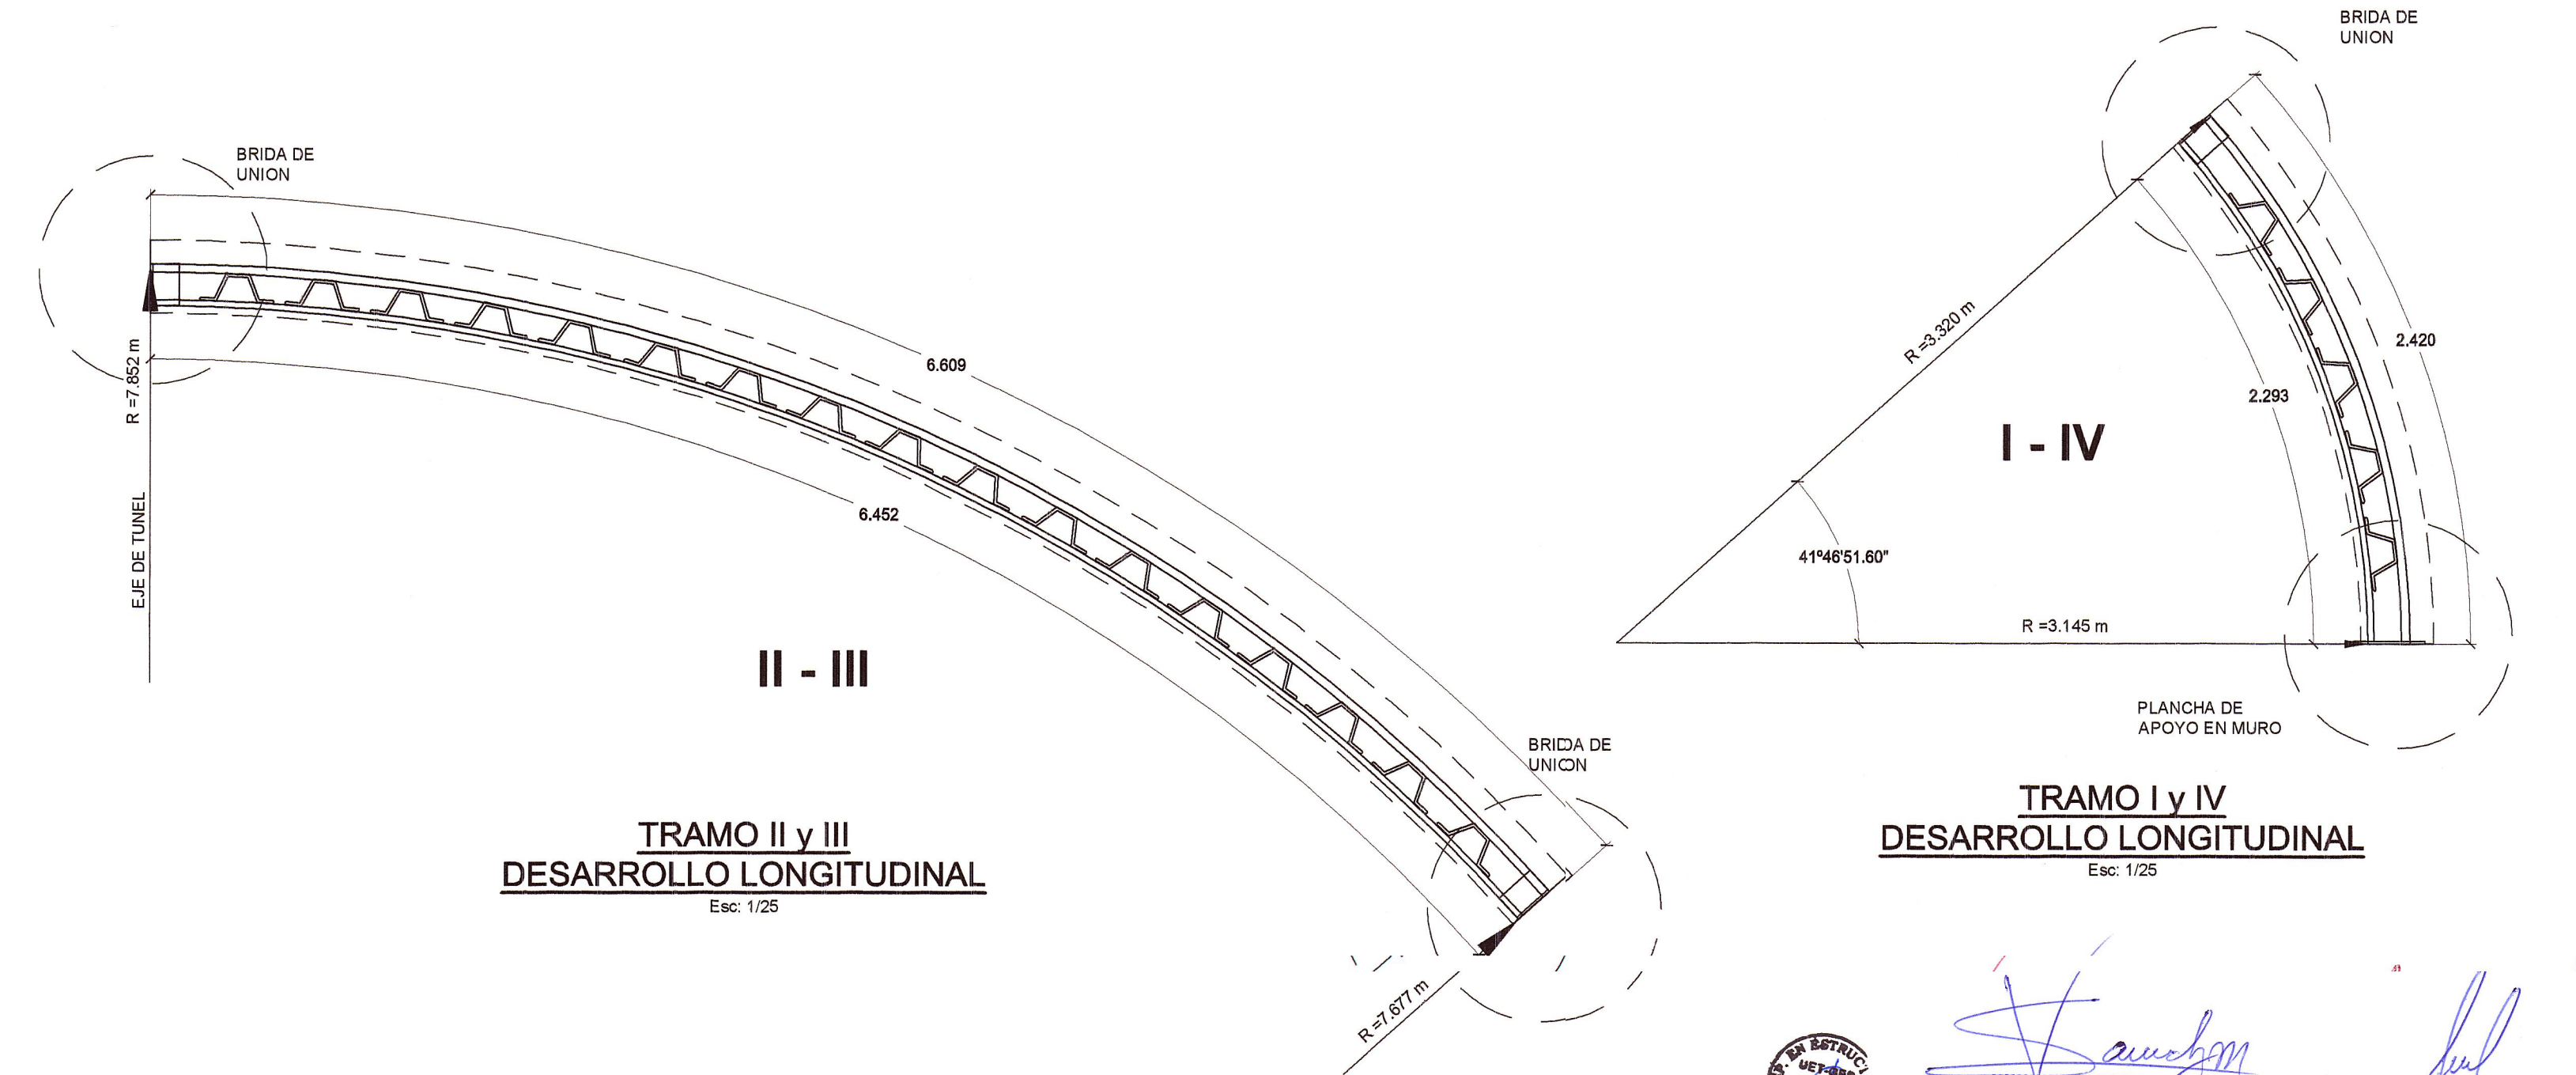 BRIDA DE
UNION
R =7.852 m
EJE DE TUNEL
6.609
6.452
II - III
BRIDA DE
UNION
R =7.677 m
TRAMO II y III
DESARROLLO LONGITUDINAL
Esc: 1/25
BRIDA DE
UNION
R =3.320 m
2.420
2.293
I - IV
41°46'51.60"
R =3.145 m
PLANCHA DE
APOYO EN MURO
TRAMO I y IV
DESARROLLO LONGITUDINAL
Esc: 1/25
EN ESTRUC